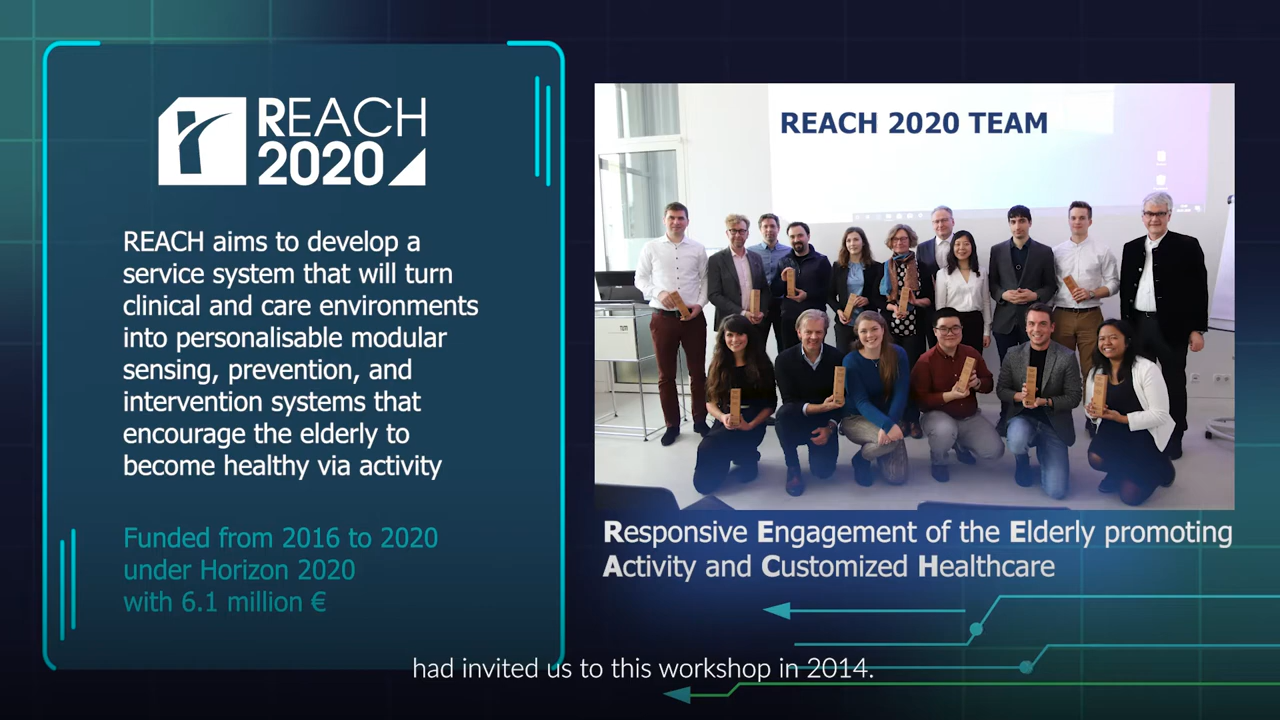 REACH
2020
REACH aims to develop a
service system that will turn
clinical and care environments
into personalisable modular
sensing, prevention, and
intervention systems that
encourage the elderly to
become healthy via activity
Funded from 2016 to 2020
under Horizon 2020
with 6.1 million €
REACH 2020 TEAM
TUM
Responsive Engagement of the Elderly promoting
Activity and Customized Healthcare
had invited us to this workshop in 2014.